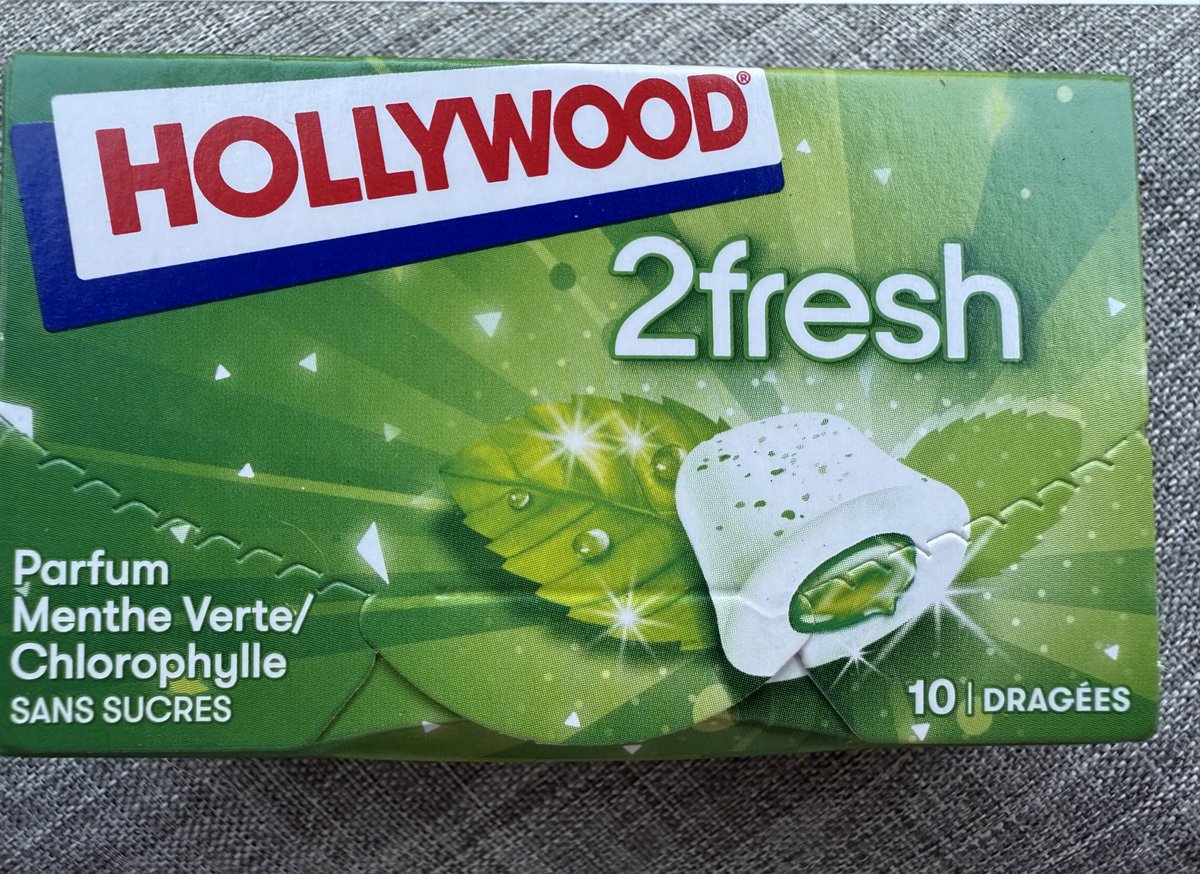 HOLLYWOOD®
2fresh
Parfum
Menthe Verte/
Chlorophylle
SANS SUCRES
10 | DRAGÉES